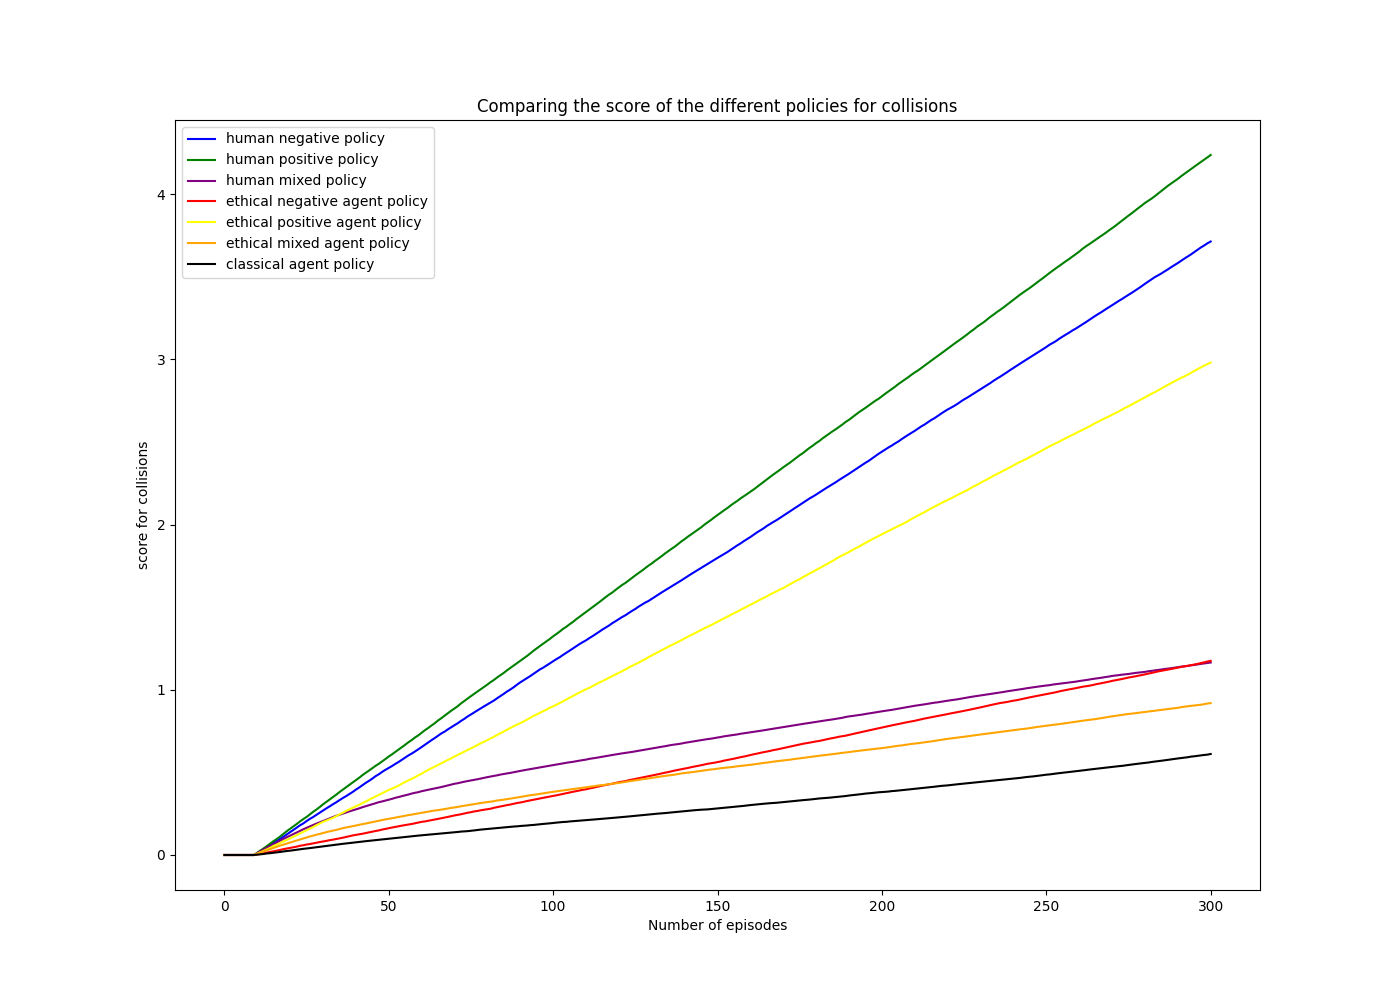 Comparing the score of the different policies for collisions
human negative policy
human positive policy
human mixed policy
ethical negative agent policy
ethical positive agent policy
ethical mixed agent policy
classical agent policy
4
3
2
1
0
score for collisions
0 50 100 150 200 250 300
Number of episodes